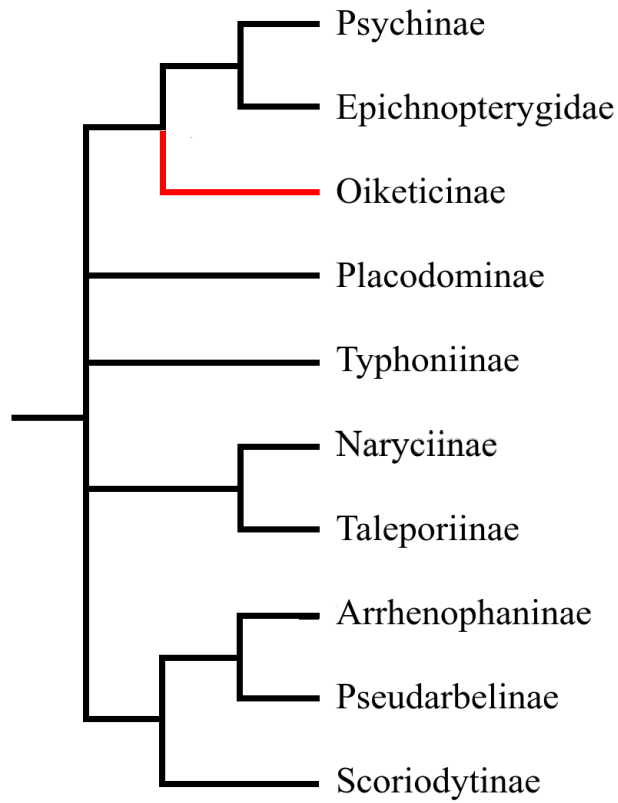 Psychinae
Epichnopterygidae
Oiketicinae
Placodominae
Typhoniinae
Naryciinae
Taleporiinae
Arrhenophaninae
Pseudarbelinae
Scoriodytinae